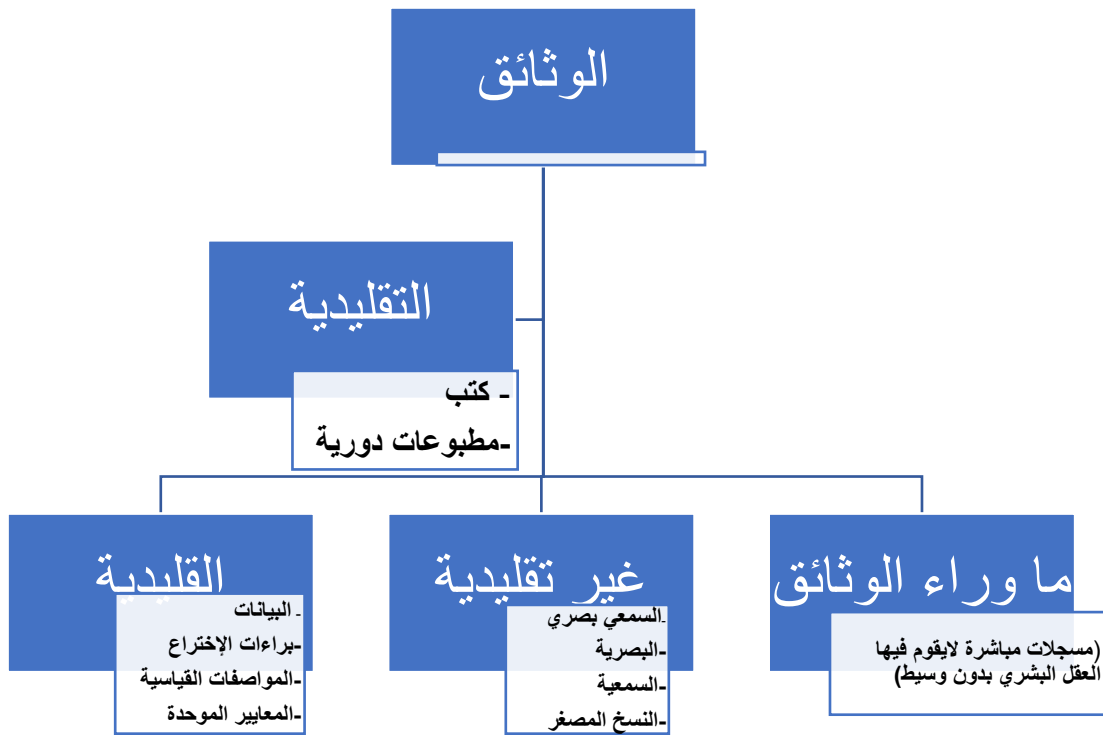 الوثائق
التقليدية
- كتب
-مطبوعات دورية
ما وراء الوثائق
(مسجلات مباشرة لايقوم فيها
العقل البشري بدون وسيط)
غير تقليدية
-السمعي بصري
-البصرية
-السمعية
-النسخ المصغر
القليدية
- البيانات
-براءات الإختراع
-المواصفات القياسية
-المعايير الموحدة